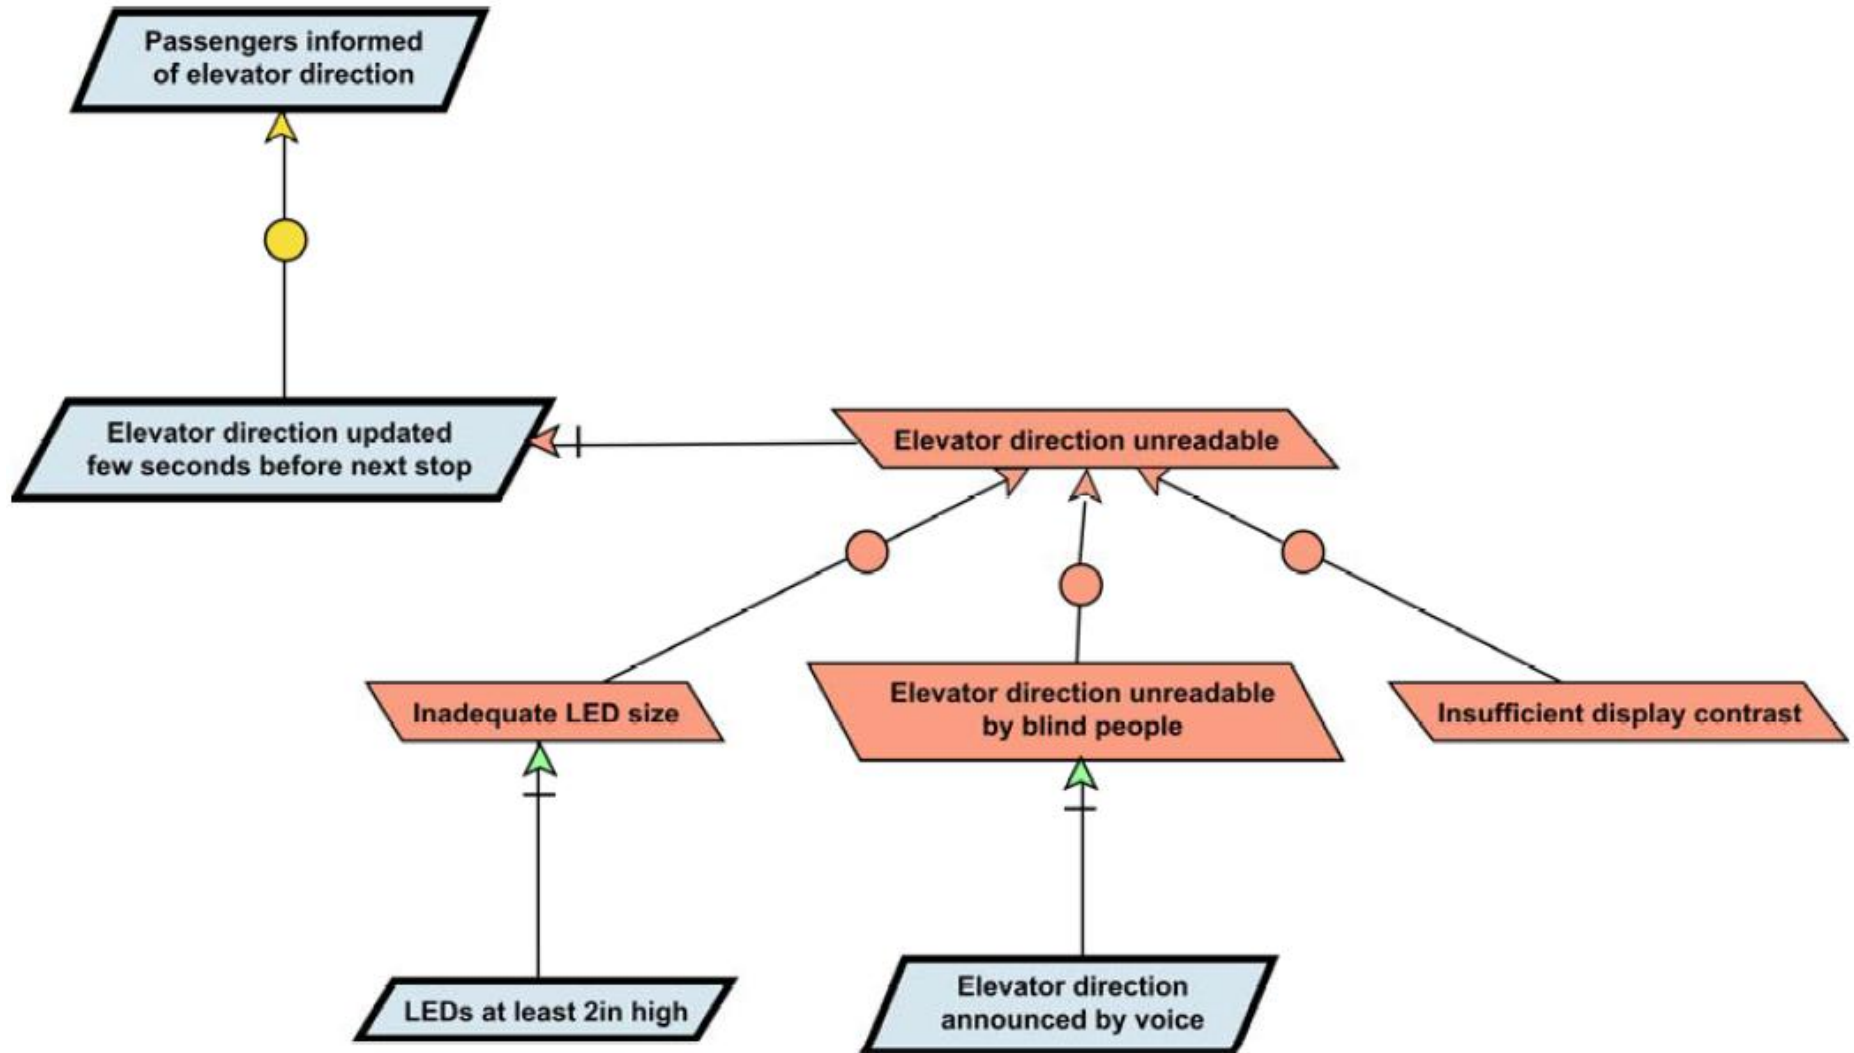 Passengers informed
of elevator direction
Elevator direction updated
few seconds before next stop
Elevator direction unreadable
Inadequate LED size
Elevator direction unreadable
by blind people
Insufficient display contrast
LEDs at least 2in high
Elevator direction
announced by voice